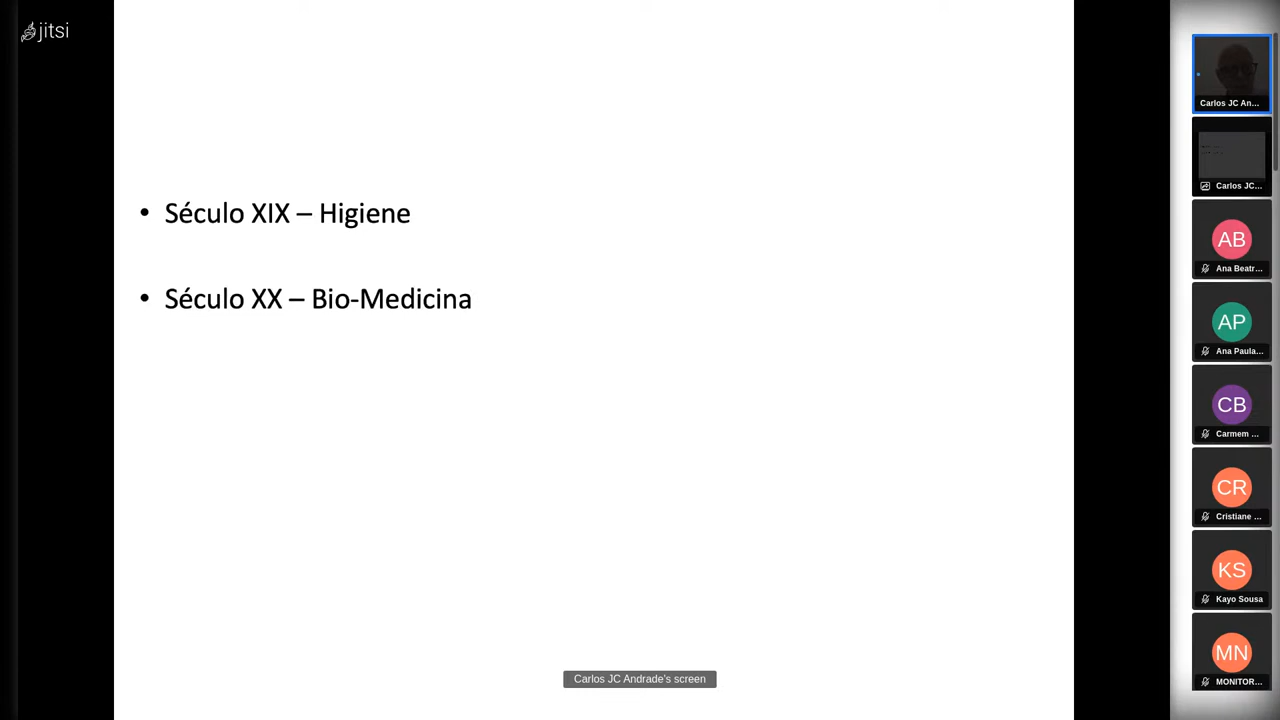 jitsi
• Século XIX – Higiene
• Século XX – Bio-Medicina
Carlos JC Andrade's screen
Carlos JC An...
Carlos JC...
AB
Ana Beatr...
AP
Ana Paula...
CB
Carmem ...
CR
Cristiane ...
KS
Kayo Sousa
MN
MONITOR...